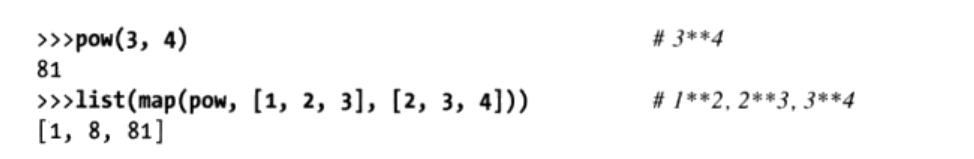 >>>pow(3, 4) # 3**4
81
>>>list(map(pow, [1, 2, 3], [2, 3, 4])) # 1**2, 2**3, 3**4
[1, 8, 81]